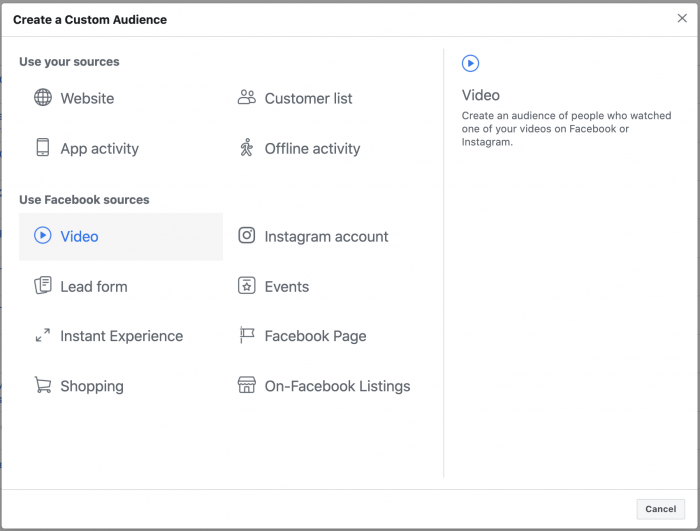 Create a Custom Audience
Use your sources
Website
Customer list
App activity
Offline activity
Use Facebook sources
Video
Instagram account
Lead form
Events
Instant Experience
Facebook Page
Shopping
On-Facebook Listings
Video
Create an audience of people who watched
one of your videos on Facebook or
Instagram.
Cancel